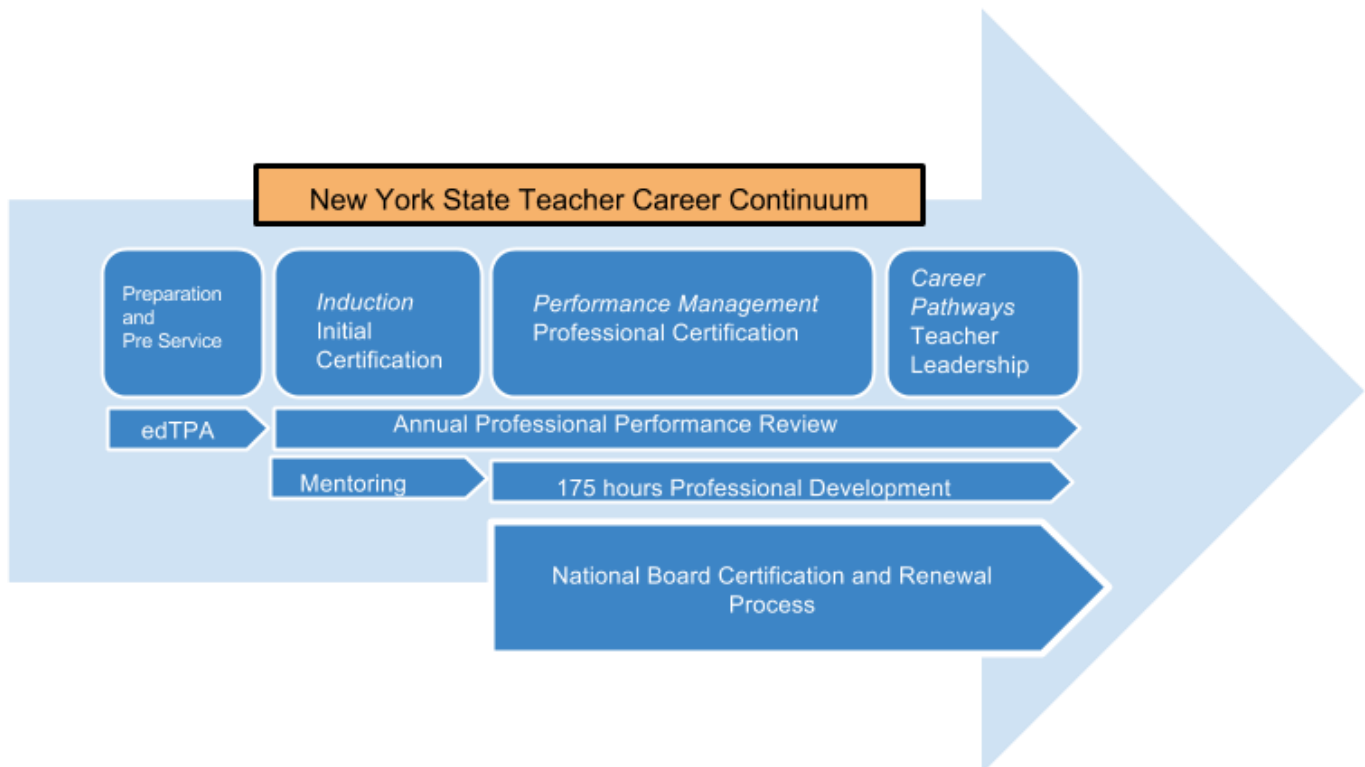 New York State Teacher Career Continuum
Preparation
and
Pre Service
Induction
Initial
Certification
Performance Management
Professional Certification
Career
Pathways
Teacher
Leadership
edTPA
Annual Professional Performance Review
Mentoring
175 hours Professional Development
National Board Certification and Renewal
Process